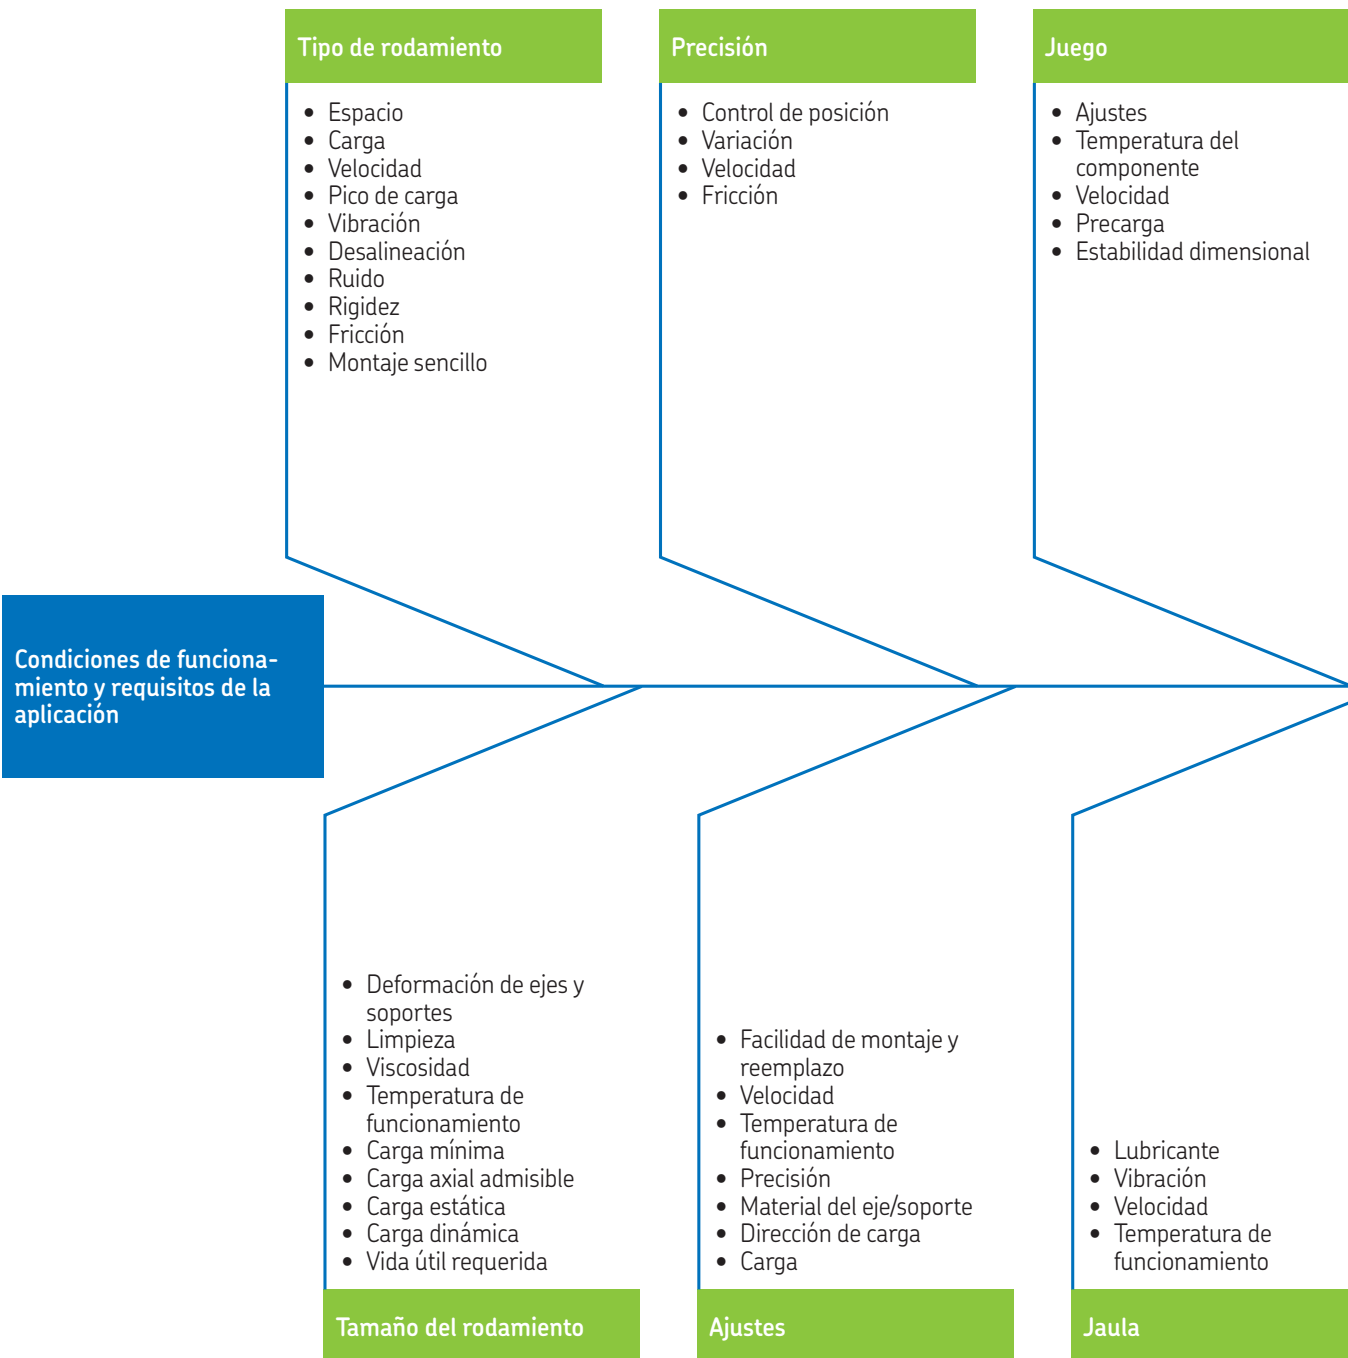 Tipo de rodamiento
• Espacio
• Carga
• Velocidad
• Pico de carga
• Vibración
• Desalineación
• Ruido
• Rigidez
• Fricción
• Montaje sencillo
Precisión
• Control de posición
• Variación
• Velocidad
• Fricción
Juego
• Ajustes
• Temperatura del
componente
• Velocidad
• Precarga
• Estabilidad dimensional
Condiciones de funciona-
miento y requisitos de la
aplicación
• Deformación de ejes y
soportes
• Limpieza
• Viscosidad
• Temperatura de
funcionamiento
• Carga mínima
• Carga axial admisible
• Carga estática
• Carga dinámica
• Vida útil requerida
Tamaño del rodamiento
• Facilidad de montaje y
reemplazo
• Velocidad
• Temperatura de
funcionamiento
• Precisión
• Material del eje/soporte
• Dirección de carga
• Carga
Ajustes
• Lubricante
• Vibración
• Velocidad
• Temperatura de
funcionamiento
Jaula